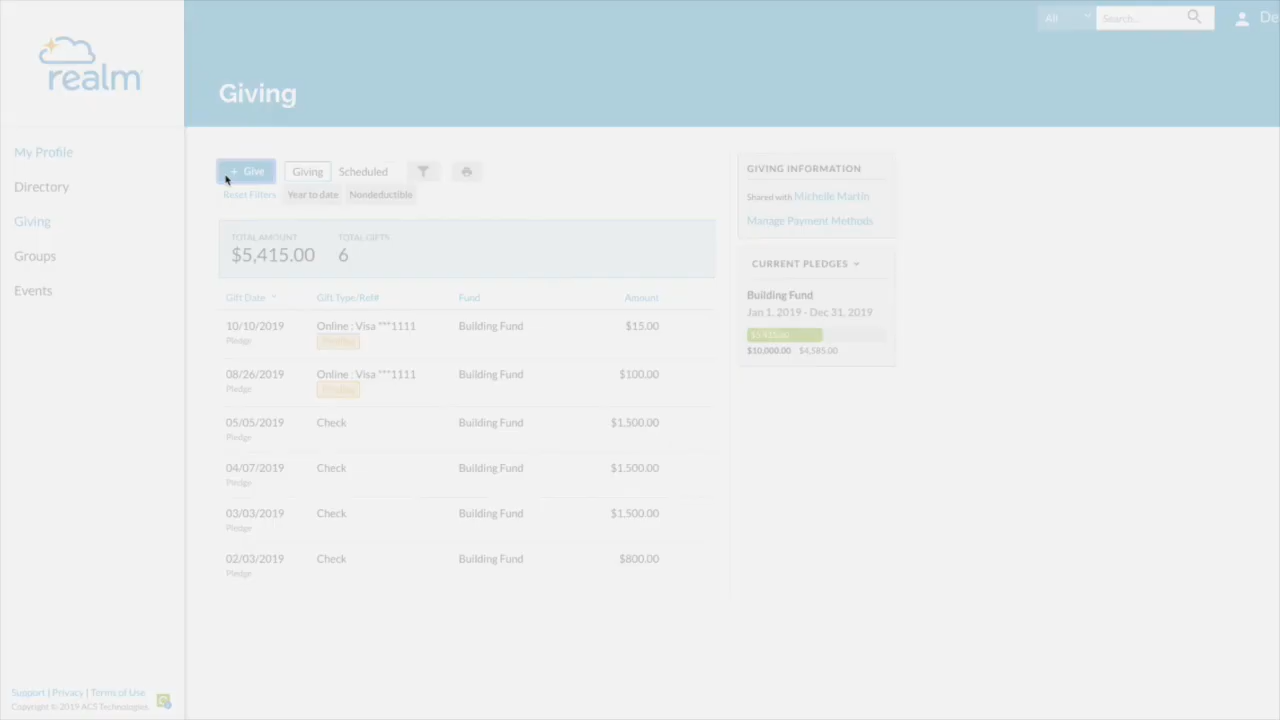 All
Search...
De
realm
Giving
My Profile
Directory
Giving
Groups
Events
+ Give
Giving
Scheduled
Reset Filters
Year to date
Nondeductible
TOTAL AMOUNT
TOTAL GIFTS
$5,415.00
6
Gift Date
Gift Type/Ref#
Fund
Amount
10/10/2019 Online : Visa ***1111 Building Fund $15.00
Pledge
Pending
08/26/2019 Online : Visa ***1111 Building Fund $100.00
Pledge
Pending
05/05/2019 Check Building Fund $1,500.00
Pledge
04/07/2019 Check Building Fund $1,500.00
Pledge
03/03/2019 Check Building Fund $1,500.00
Pledge
02/03/2019 Check Building Fund $800.00
Pledge
GIVING INFORMATION
Shared with Michelle Martin
Manage Payment Methods
CURRENT PLEDGES
Building Fund
Jan 1, 2019 - Dec 31, 2019
$10,000.00 $4,585.00
Support | Privacy | Terms of Use
Copyright © 2019 ACS Technologies